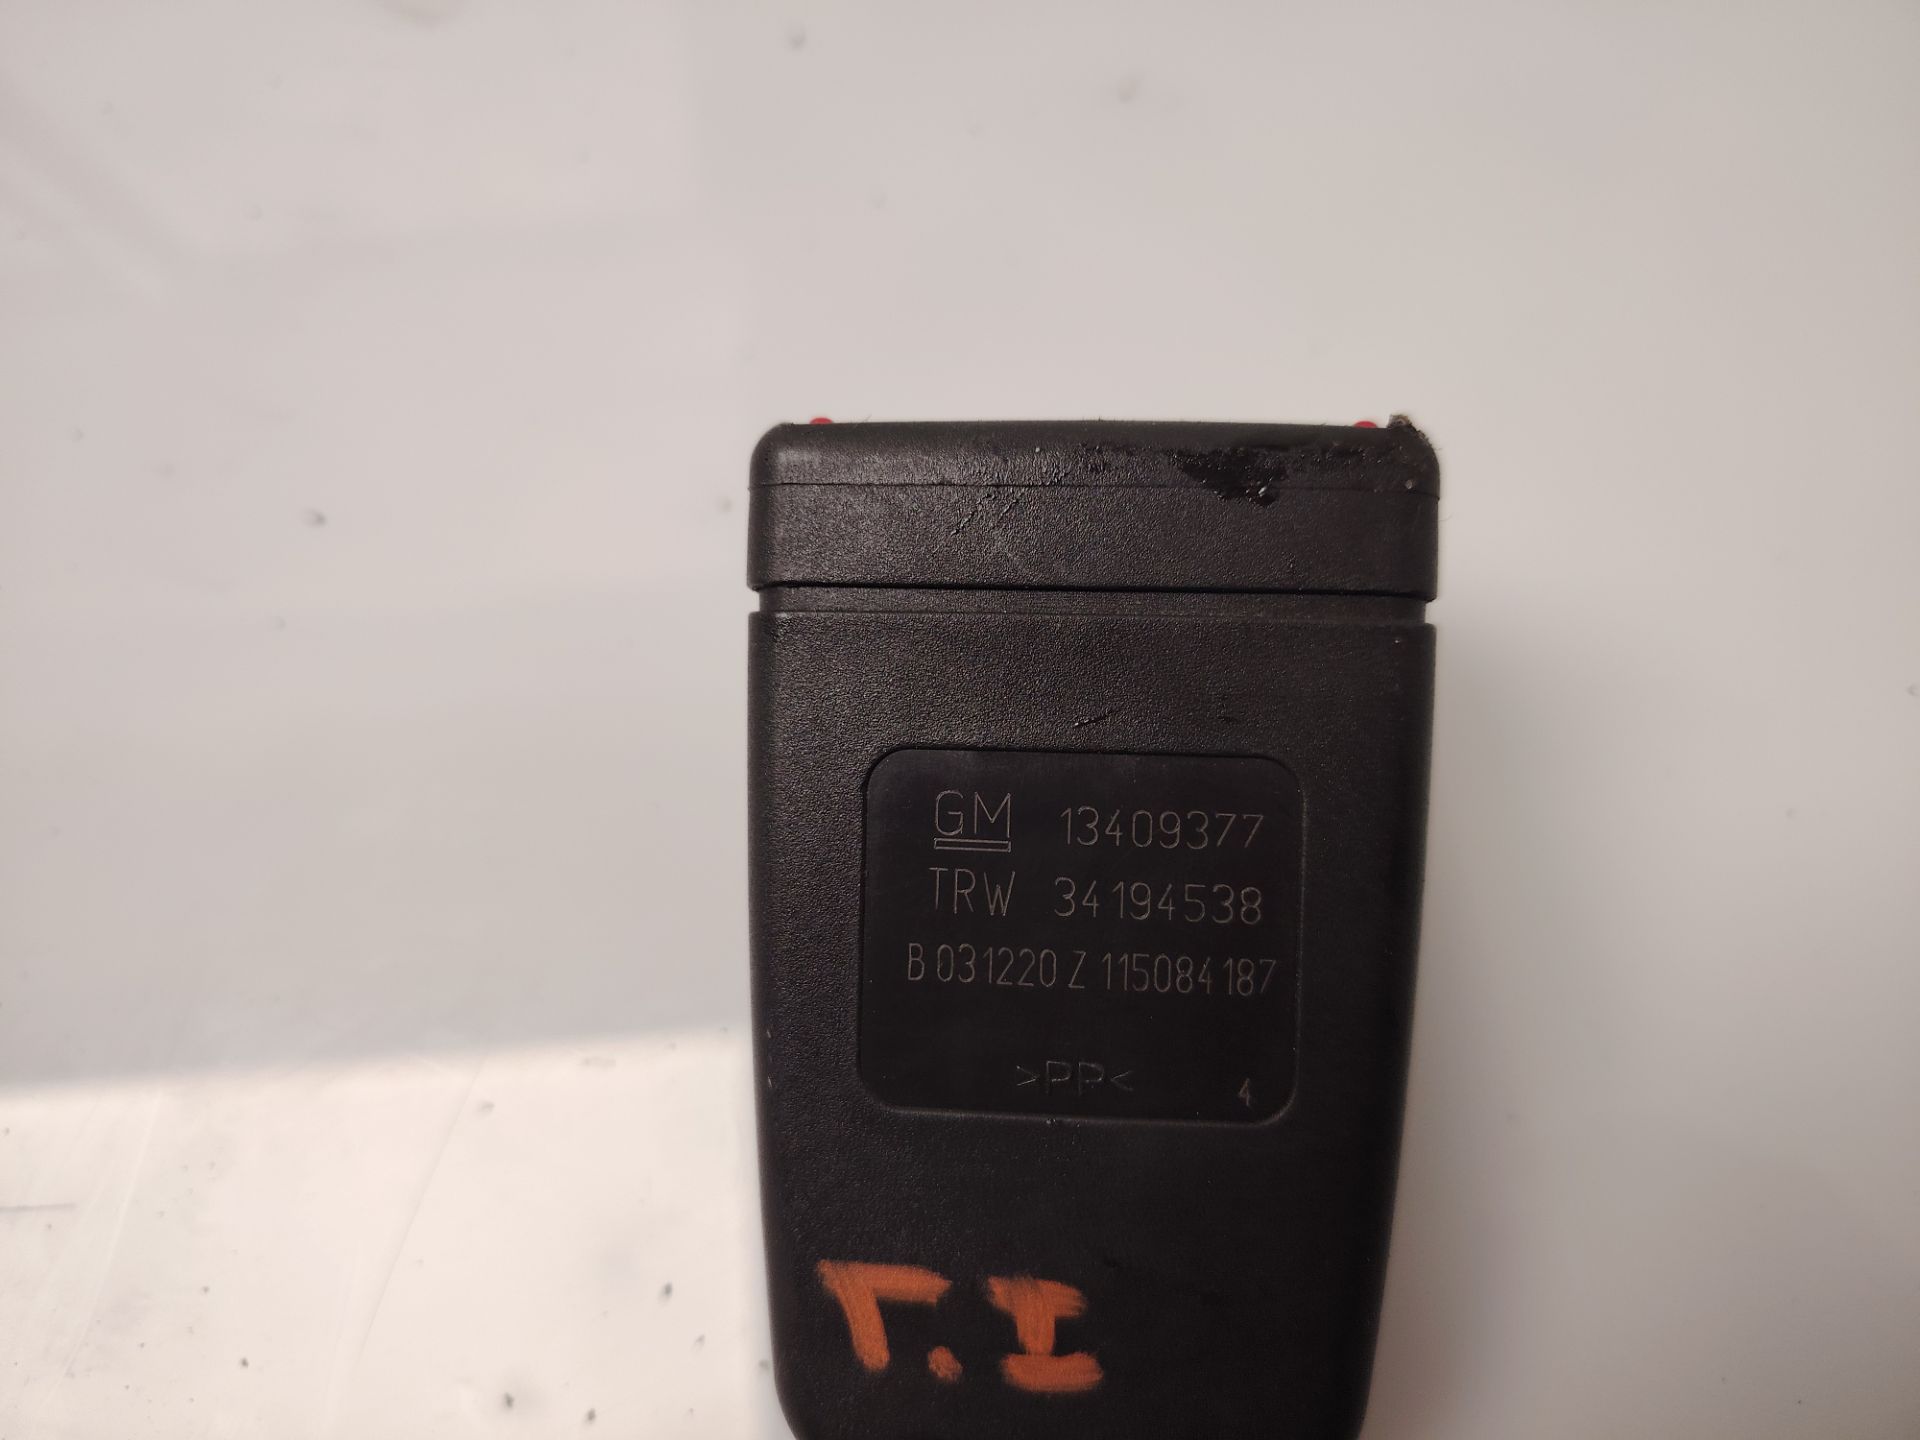 GM 13409377
TRW 34194538
B 031220 Z 115084187
>PP<
4
T.I